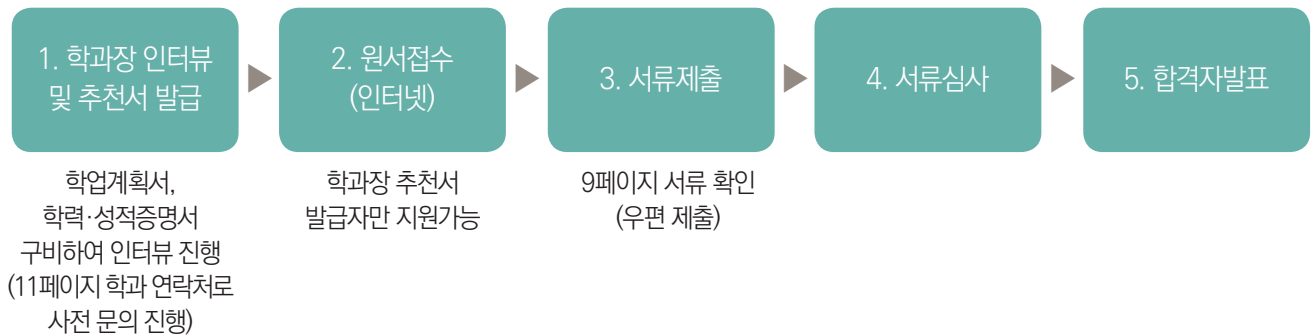 1. 학과장 인터뷰
및 추천서 발급
2. 원서접수
(인터넷)
3. 서류제출
4. 서류심사
5. 합격자발표
학업계획서,
학력·성적증명서
구비하여 인터뷰 진행
(11페이지 학과 연락처로
사전 문의 진행)
학과장 추천서
발급자만 지원가능
9페이지 서류 확인
(우편 제출)